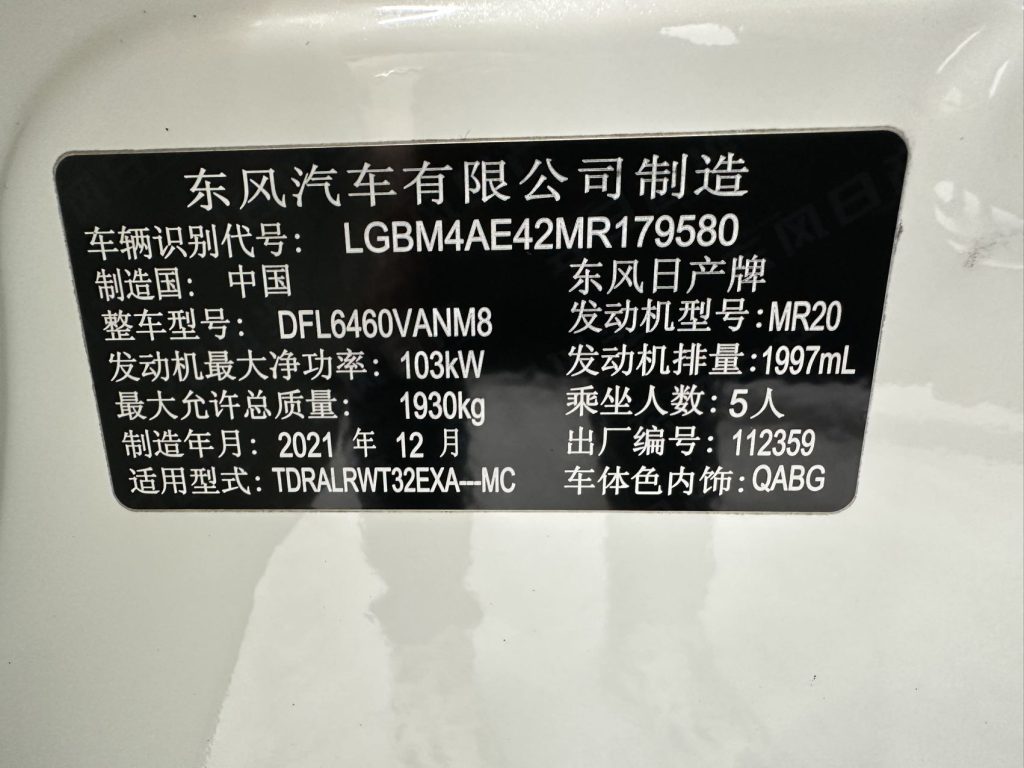 东风汽车有限公司制造
车辆识别代号: LGBM4AE42MR179580
制造国: 中国 东风日产牌
整车型号: DFL6460VANM8 发动机型号:MR20
发动机最大净功率: 103kW 发动机排量:1997mL
最大允许总质量: 1930kg 乘坐人数:5人
制造年月: 2021 年 12 月 出厂编号: 112359
适用型式: TDRALRWT32EXA---MC 车体色内饰:QABG